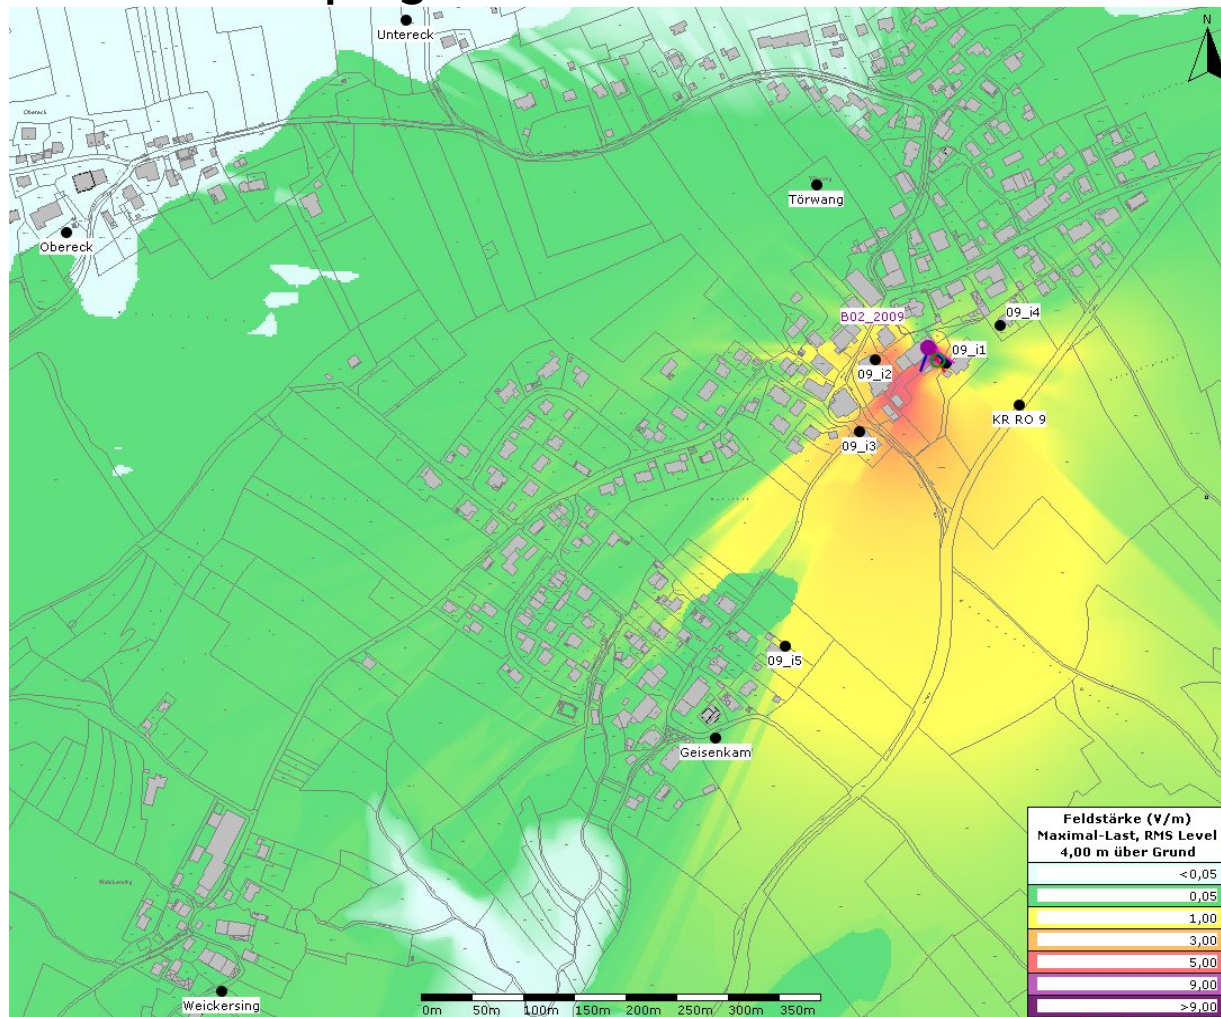 Untereck
N
Obereck
Törwang
Obereck
B02_2009
09_i4
09_i1
09_i2
KR RO 9
09_i3
09_i5
Geisenkam
Weickersing
Weickersing
0m 50m 100m 150m 200m 250m 300m 350m
Feldstärke (V/m)
Maximal-Last, RMS Level
4,00 m über Grund
<0,05
0,05
1,00
3,00
5,00
9,00
>9,00